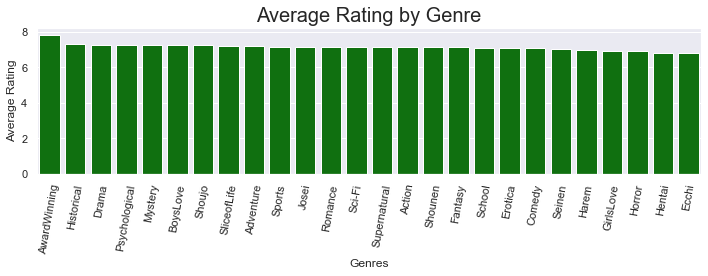 Average Rating by Genre
Average Rating
8
6
4
2
0
AwardWinning
Historical
Drama
Psychological
Mystery
BoysLove
Shoujo
SliceofLife
Adventure
Sports
Josei
Romance
Sci-Fi
Supernatural
Action
Shounen
Fantasy
School
Erotica
Comedy
Seinen
Harem
GirlsLove
Horror
Hentai
Ecchi
Genres